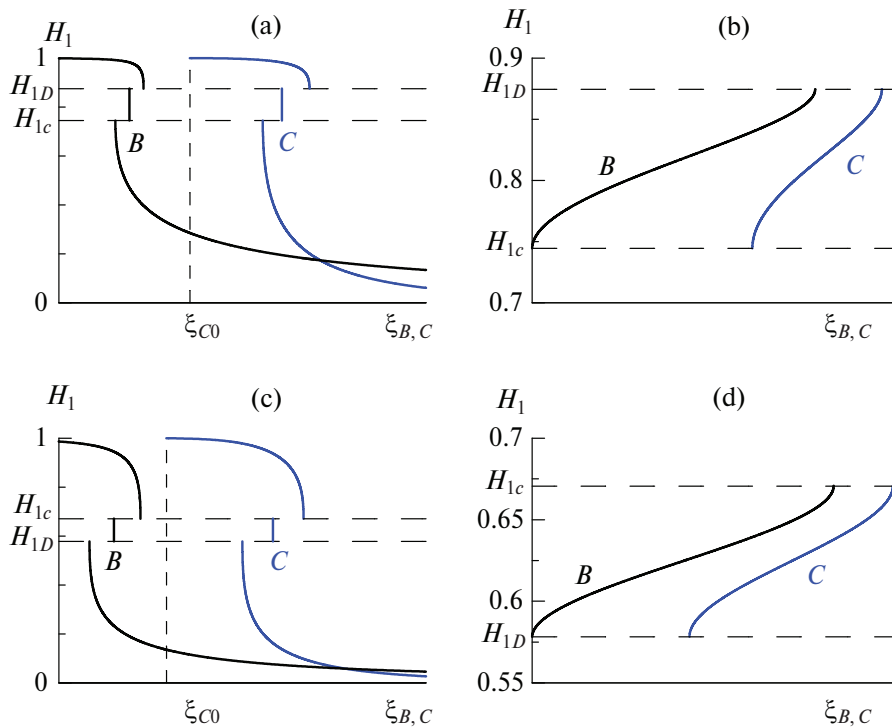 H₁ (a)
1
H₁D
H₁c
B C
0
ξC0 ξB, C
(b)
H₁
0.9
H₁D
B
0.8
C
H₁c
0.7
ξB, C
H₁ (c)
1
H₁c
H₁D
B C
0
ξC0 ξB, C
(d)
H₁
0.7
H₁c
0.65
B C
0.6
H₁D
0.55
ξB, C